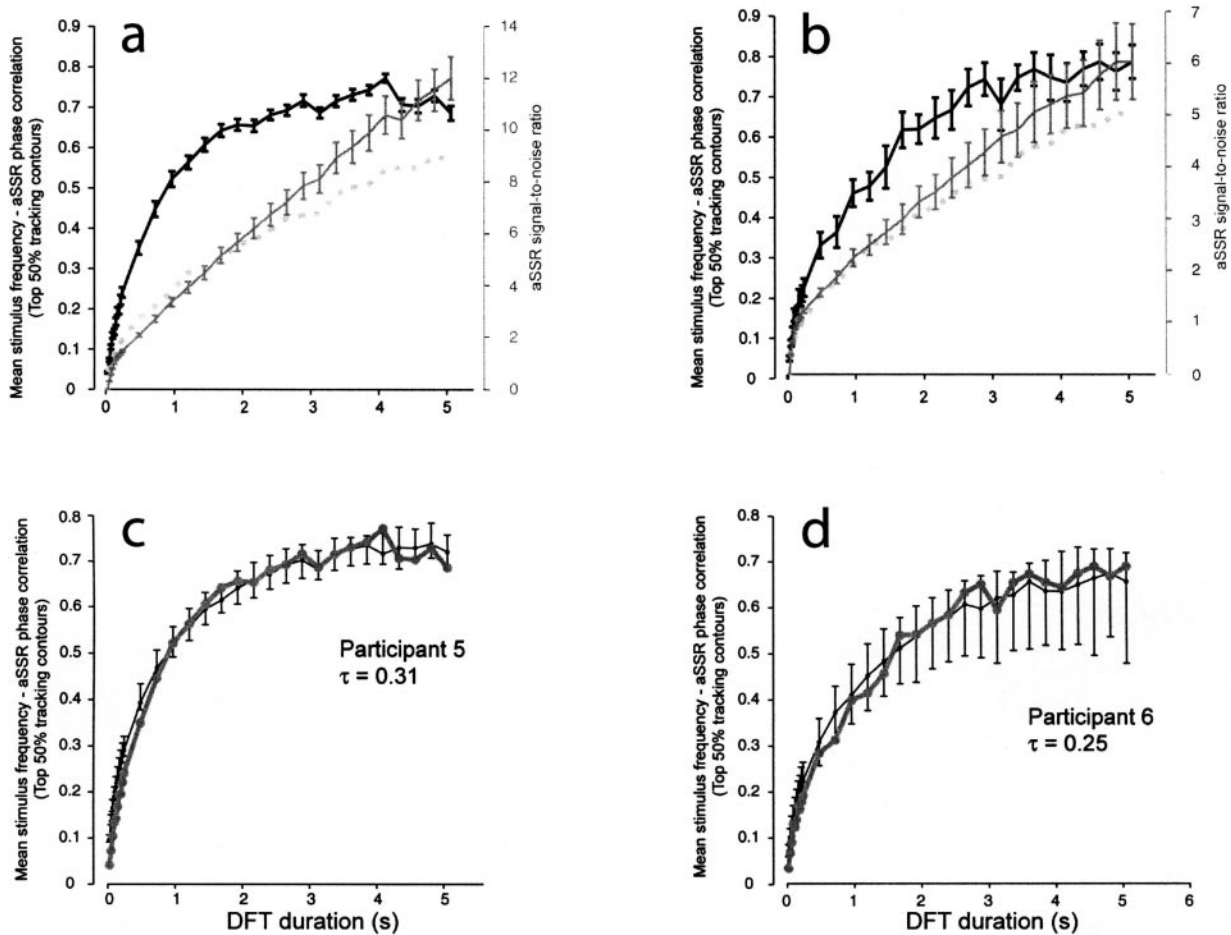 a
Mean stimulus frequency - aSSR phase correlation
(Top 50% tracking contours)
0.9
0.8
0.7
0.6
0.5
0.4
0.3
0.2
0.1
0
0 1 2 3 4 5
14
12
10
8
6
4
2
0
aSSR signal-to-noise ratio
b
Mean stimulus frequency - aSSR phase correlation
(Top 50% tracking contours)
0.9
0.8
0.7
0.6
0.5
0.4
0.3
0.2
0.1
0
0 1 2 3 4 5
7
6
5
4
3
2
1
0
aSSR signal-to-noise ratio
c
Mean stimulus frequency - aSSR phase correlation
(Top 50% tracking contours)
0.8
0.7
0.6
0.5
0.4
0.3
0.2
0.1
0
Participant 5
τ = 0.31
0 1 2 3 4 5
DFT duration (s)
d
Mean stimulus frequency - aSSR phase correlation
(Top 50% tracking contours)
0.8
0.7
0.6
0.5
0.4
0.3
0.2
0.1
0
Participant 6
τ = 0.25
0 1 2 3 4 5 6
DFT duration (s)